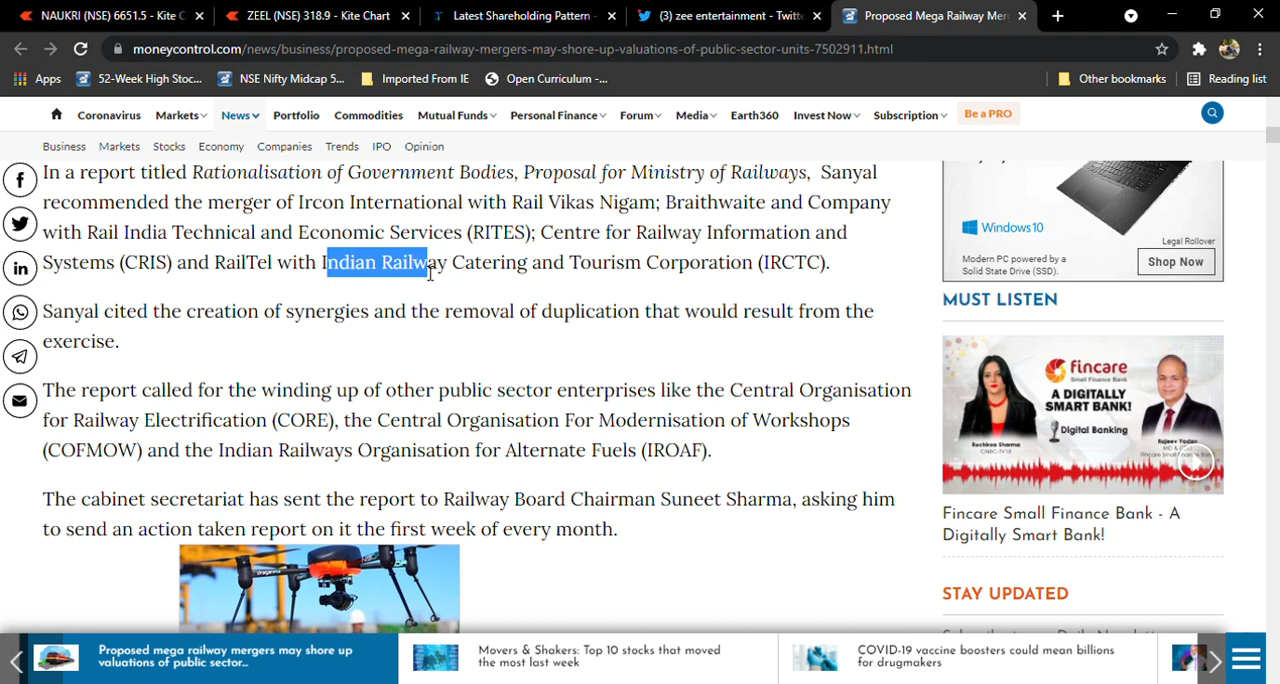 NAUKRI (NSE) 6651.5 - Kite C
ZEEL (NSE) 318.9 - Kite Chart
Latest Shareholding Pattern -
(3) zee entertainment - Twitte
Proposed Mega Railway Mer
moneycontrol.com/news/business/proposed-mega-railway-mergers-may-shore-up-valuations-of-public-sector-units-7502911.html
Apps
52-Week High Stoc...
NSE Nifty Midcap 5...
Imported From IE
Open Curriculum -...
Other bookmarks
Reading list
Coronavirus Markets News Portfolio Commodities Mutual Funds Personal Finance Forum Media Earth360 Invest Now Subscription Be a PRO
Business Markets Stocks Economy Companies Trends IPO Opinion
In a report titled Rationalisation of Government Bodies, Proposal for Ministry of Railways, Sanyal
recommended the merger of Ircon International with Rail Vikas Nigam; Braithwaite and Company
with Rail India Technical and Economic Services (RITES); Centre for Railway Information and
Systems (CRIS) and RailTel with Indian Railway Catering and Tourism Corporation (IRCTC).
Sanyal cited the creation of synergies and the removal of duplication that would result from the
exercise.
The report called for the winding up of other public sector enterprises like the Central Organisation
for Railway Electrification (CORE), the Central Organisation For Modernisation of Workshops
(COFMOW) and the Indian Railways Organisation for Alternate Fuels (IROAF).
The cabinet secretariat has sent the report to Railway Board Chairman Suneet Sharma, asking him
to send an action taken report on it the first week of every month.
Windows10
Legal Rollover
Modern PC powered by a
Solid State Drive (SSD).
Shop Now
MUST LISTEN
fincare
Small Finance Bank
A DIGITALLY
SMART BANK!
Digital Banking
Ruchiraa Sharma
CNBC-TV18
Rajeev Yadav
Fincare Small Finance Bank - A
Digitally Smart Bank!
STAY UPDATED
Proposed mega railway mergers may shore up
valuations of public sector...
Movers & Shakers: Top 10 stocks that moved
the most last week
COVID-19 vaccine boosters could mean billions
for drugmakers